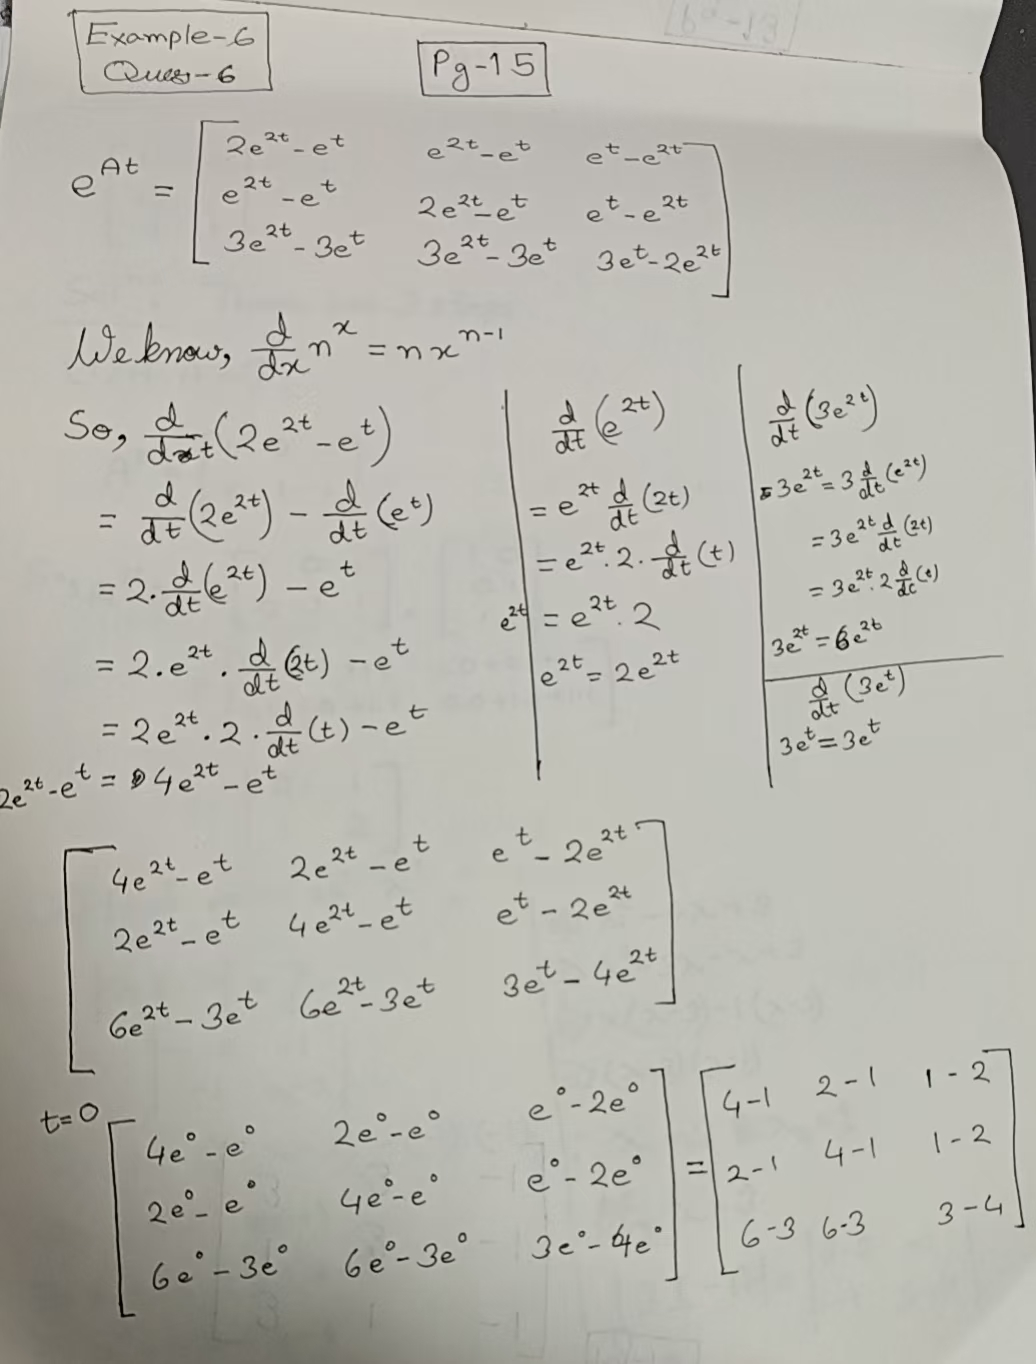 Example-6
Ques-6
Pg-15
e^{At} = [ 2e^{2t}-e^t   e^{2t}-e^t   e^t-e^{2t}
e^{2t}-e^t   2e^{2t}-e^t   e^t-e^{2t}
3e^{2t}-3e^t   3e^{2t}-3e^t   3e^t-2e^{2t} ]
We know, d/dx n^x = nx^{n-1}
So, d/dt (2e^{2t}-e^t)
= d/dt (2e^{2t}) - d/dt (e^t)
= 2. d/dt (e^{2t}) - e^t
= 2.e^{2t}. d/dt (2t) - e^t
= 2e^{2t}.2. d/dt (t) - e^t
2e^{2t}-e^t = 4e^{2t}-e^t
d/dt (e^{2t})
= e^{2t} d/dt (2t)
= e^{2t}.2. d/dt (t)
e^{2t} = e^{2t}.2
e^{2t} = 2e^{2t}
d/dt (3e^{2t})
3e^{2t} = 3 d/dt (e^{2t})
= 3e^{2t} d/dt (2t)
= 3e^{2t}.2 d/dt (t)
3e^{2t} = 6e^{2t}
d/dt (3e^t)
3e^t = 3e^t
[ 4e^{2t}-e^t   2e^{2t}-e^t   e^t-2e^{2t}
2e^{2t}-e^t   4e^{2t}-e^t   e^t-2e^{2t}
6e^{2t}-3e^t   6e^{2t}-3e^t   3e^t-4e^{2t} ]
t=0 [ 4e°-e°   2e°-e°   e°-2e° ] = [ 4-1   2-1   1-2
2e°-e°   4e°-e°   e°-2e°   2-1   4-1   1-2
6e°-3e°   6e°-3e°   3e°-4e° ]   6-3   6-3   3-4 ]